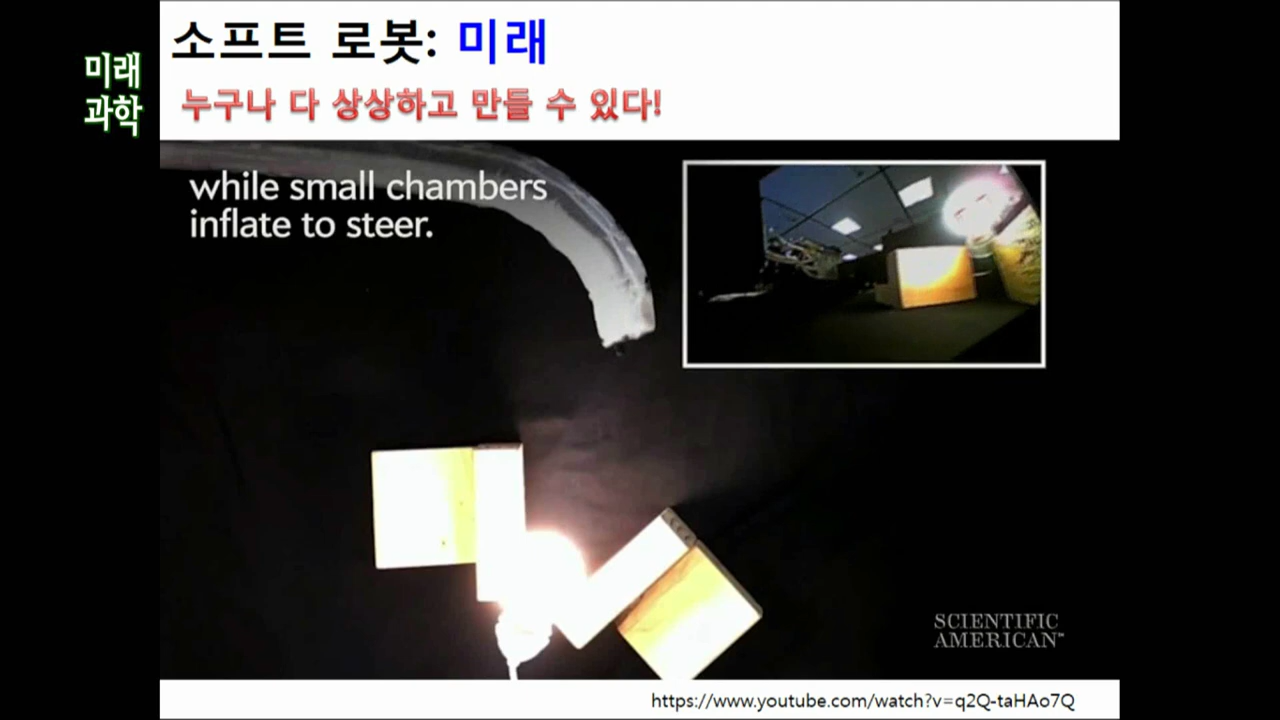 소프트 로봇: 미래
미래
과학
누구나 다 상상하고 만들 수 있다!
while small chambers
inflate to steer.
SCIENTIFIC
AMERICAN™
https://www.youtube.com/watch?v=q2Q-taHAo7Q